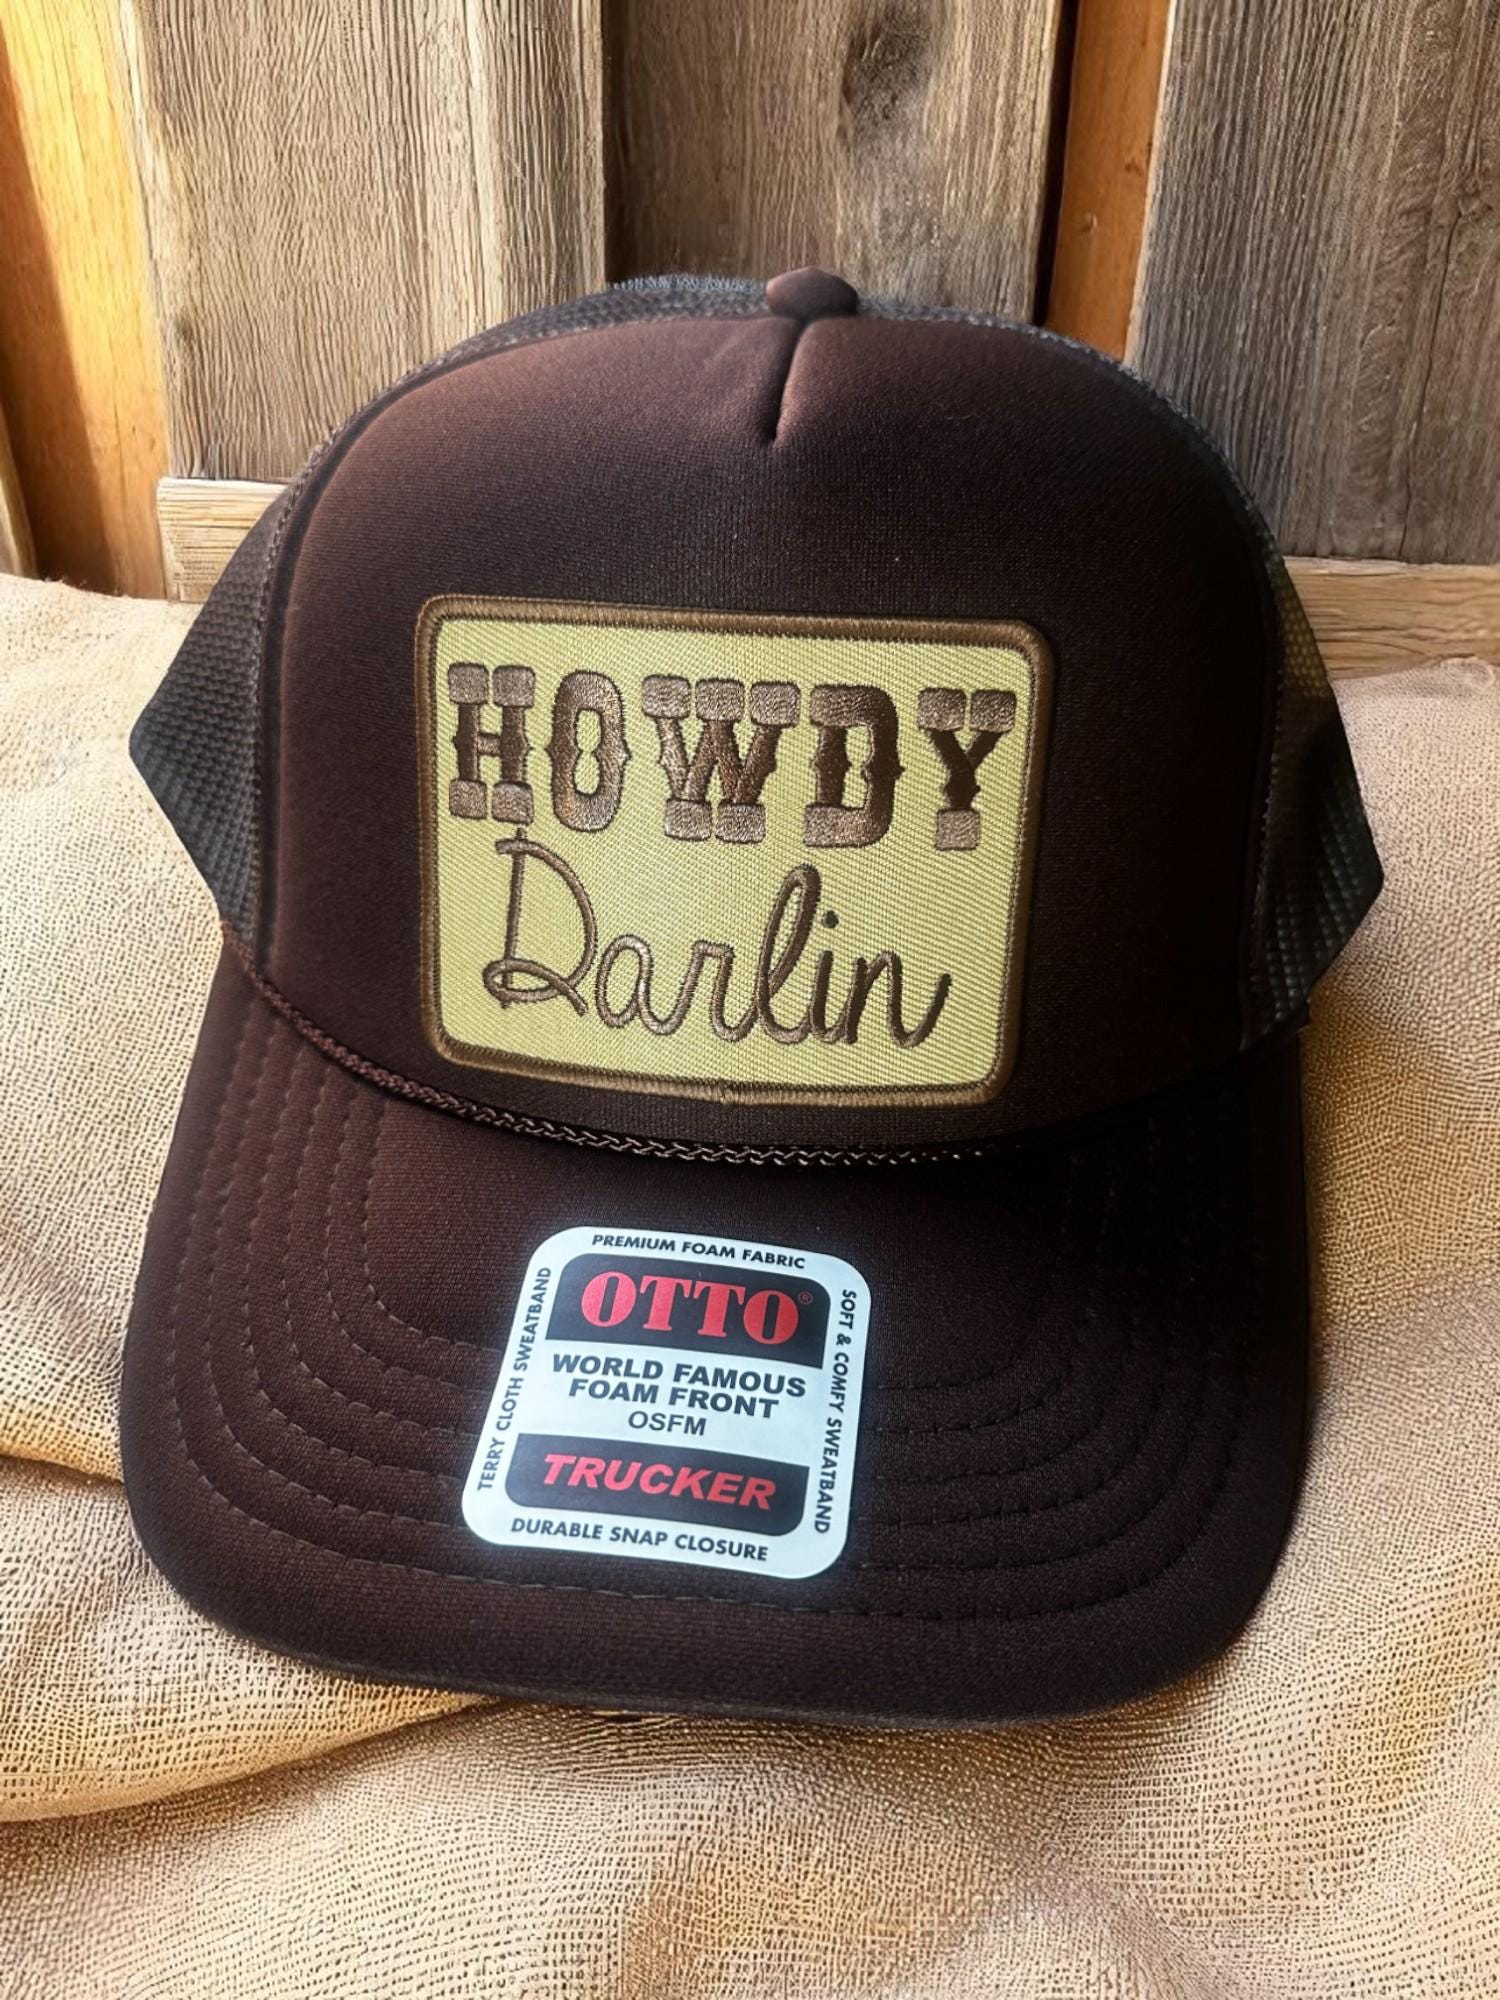 HOWDY
Darlin
PREMIUM FOAM FABRIC
OTTO®
WORLD FAMOUS
FOAM FRONT
OSFM
TRUCKER
DURABLE SNAP CLOSURE
TERRY CLOTH SWEATBAND
SOFT & COMFY SWEATBAND